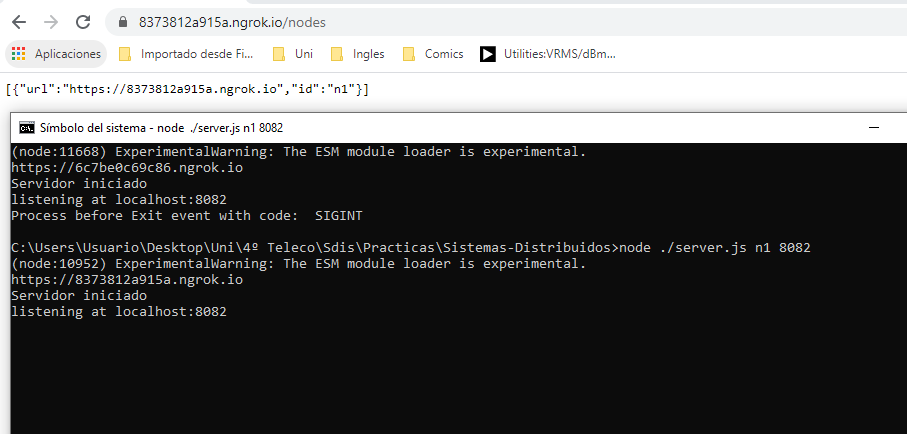 8373812a915a.ngrok.io/nodes
Aplicaciones Importado desde Fi... Uni Ingles Comics Utilities:VRMS/dBm...
[{"url":"https://8373812a915a.ngrok.io","id":"n1"}]
Símbolo del sistema - node ./server.js n1 8082
(node:11668) ExperimentalWarning: The ESM module loader is experimental.
https://6c7be0c69c86.ngrok.io
Servidor iniciado
listening at localhost:8082
Process before Exit event with code:  SIGINT
C:\Users\Usuario\Desktop\Uni\4º Teleco\Sdis\Practicas\Sistemas-Distribuidos>node ./server.js n1 8082
(node:10952) ExperimentalWarning: The ESM module loader is experimental.
https://8373812a915a.ngrok.io
Servidor iniciado
listening at localhost:8082